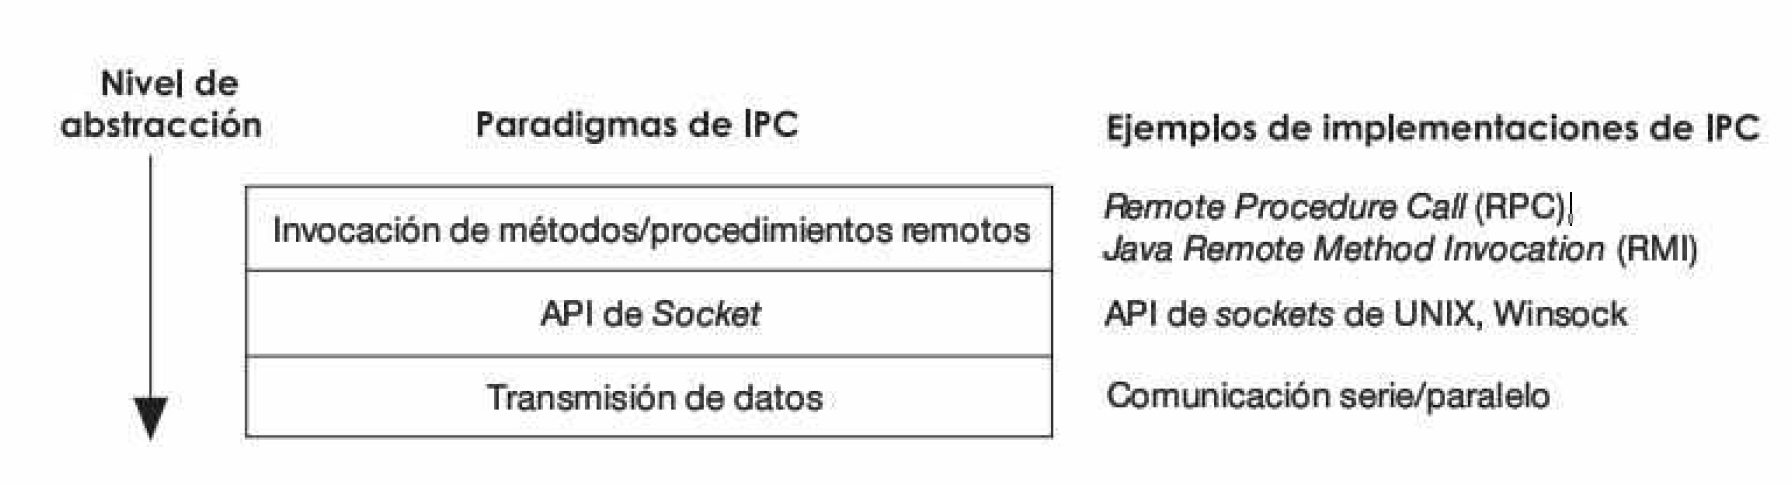 Nivel de
abstracción
Paradigmas de IPC
Ejemplos de implementaciones de IPC
Invocación de métodos/procedimientos remotos
Remote Procedure Call (RPC),
Java Remote Method Invocation (RMI)
API de Socket
API de sockets de UNIX, Winsock
Transmisión de datos
Comunicación serie/paralelo